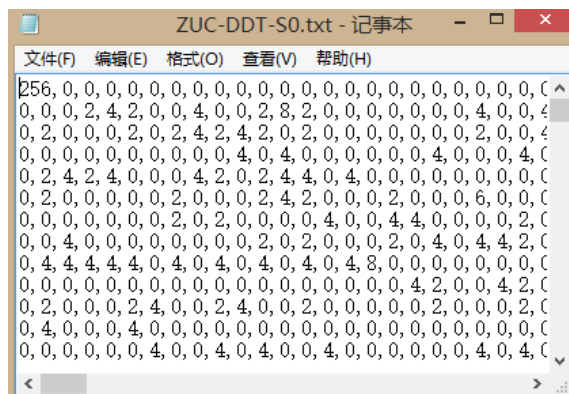 ZUC-DDT-S0.txt - 记事本
文件(F) 编辑(E) 格式(O) 查看(V) 帮助(H)
256, 0, 0, 0, 0, 0, 0, 0, 0, 0, 0, 0, 0, 0, 0, 0, 0, 0, 0, 0, 0, 0, 0,
0, 0, 0, 2, 4, 2, 0, 0, 4, 0, 0, 2, 8, 2, 0, 0, 0, 0, 0, 0, 0, 4, 0, 0, 4
0, 2, 0, 0, 0, 2, 0, 2, 4, 2, 4, 2, 0, 2, 0, 0, 0, 0, 0, 0, 2, 0, 0, 4
0, 0, 0, 0, 0, 0, 0, 0, 0, 0, 4, 0, 4, 0, 0, 0, 0, 0, 0, 4, 0, 0, 0, 4,
0, 2, 4, 2, 4, 0, 0, 0, 4, 2, 0, 2, 4, 4, 0, 4, 0, 0, 0, 0, 0, 0, 0, 0,
0, 2, 0, 0, 0, 0, 0, 2, 0, 0, 0, 2, 4, 2, 0, 0, 0, 2, 0, 0, 0, 6, 0, 0,
0, 0, 0, 0, 0, 0, 0, 2, 0, 2, 0, 0, 0, 0, 4, 0, 0, 4, 4, 0, 0, 0, 0, 2,
0, 0, 4, 0, 0, 0, 0, 0, 0, 0, 0, 2, 0, 2, 0, 0, 0, 2, 0, 4, 0, 4, 4, 2,
0, 4, 4, 4, 4, 4, 0, 4, 0, 4, 0, 4, 0, 4, 0, 4, 8, 0, 0, 0, 0, 0, 0, 0,
0, 0, 0, 0, 0, 0, 0, 0, 0, 0, 0, 0, 0, 0, 0, 0, 0, 0, 4, 2, 0, 0, 4, 2,
0, 2, 0, 0, 0, 2, 4, 0, 0, 2, 4, 0, 0, 2, 0, 0, 0, 0, 0, 2, 0, 0, 0, 2,
0, 4, 0, 0, 0, 4, 0, 0, 0, 0, 0, 0, 0, 0, 0, 0, 0, 0, 0, 0, 0, 0, 0, 0,
0, 0, 0, 0, 0, 0, 4, 0, 0, 4, 0, 4, 0, 0, 4, 0, 0, 0, 0, 0, 0, 4, 0, 4,